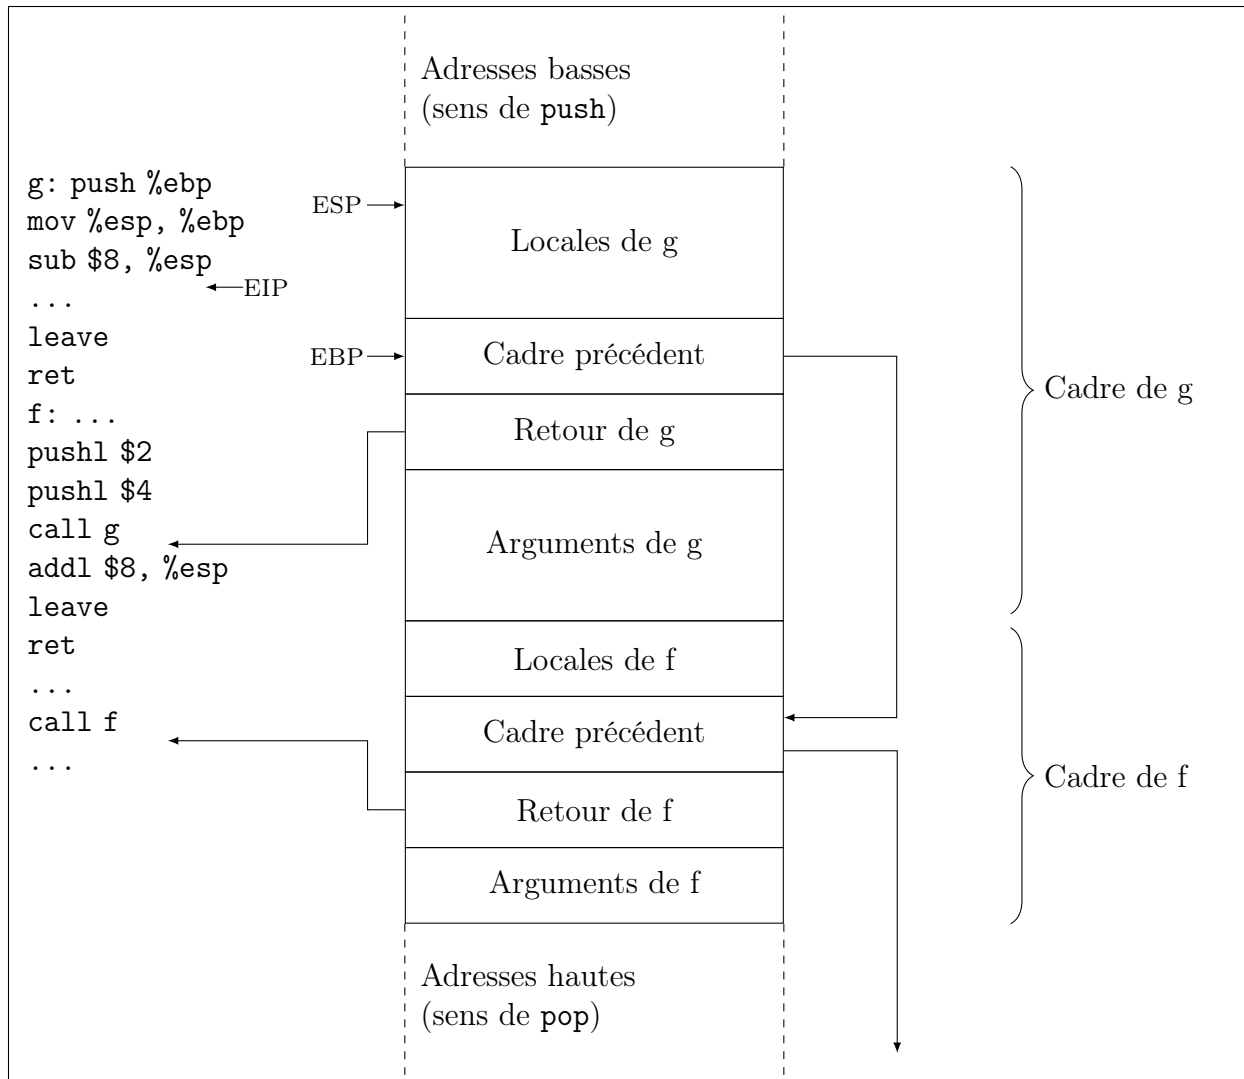 Adresses basses
(sens de push)
g: push %ebp
mov %esp, %ebp
sub $8, %esp
...
leave
ret
f: ...
pushl $2
pushl $4
call g
addl $8, %esp
leave
ret
...
call f
...
ESP
EIP
EBP
Locales de g
Cadre précédent
Retour de g
Arguments de g
Locales de f
Cadre précédent
Retour de f
Arguments de f
Cadre de g
Cadre de f
Adresses hautes
(sens de pop)